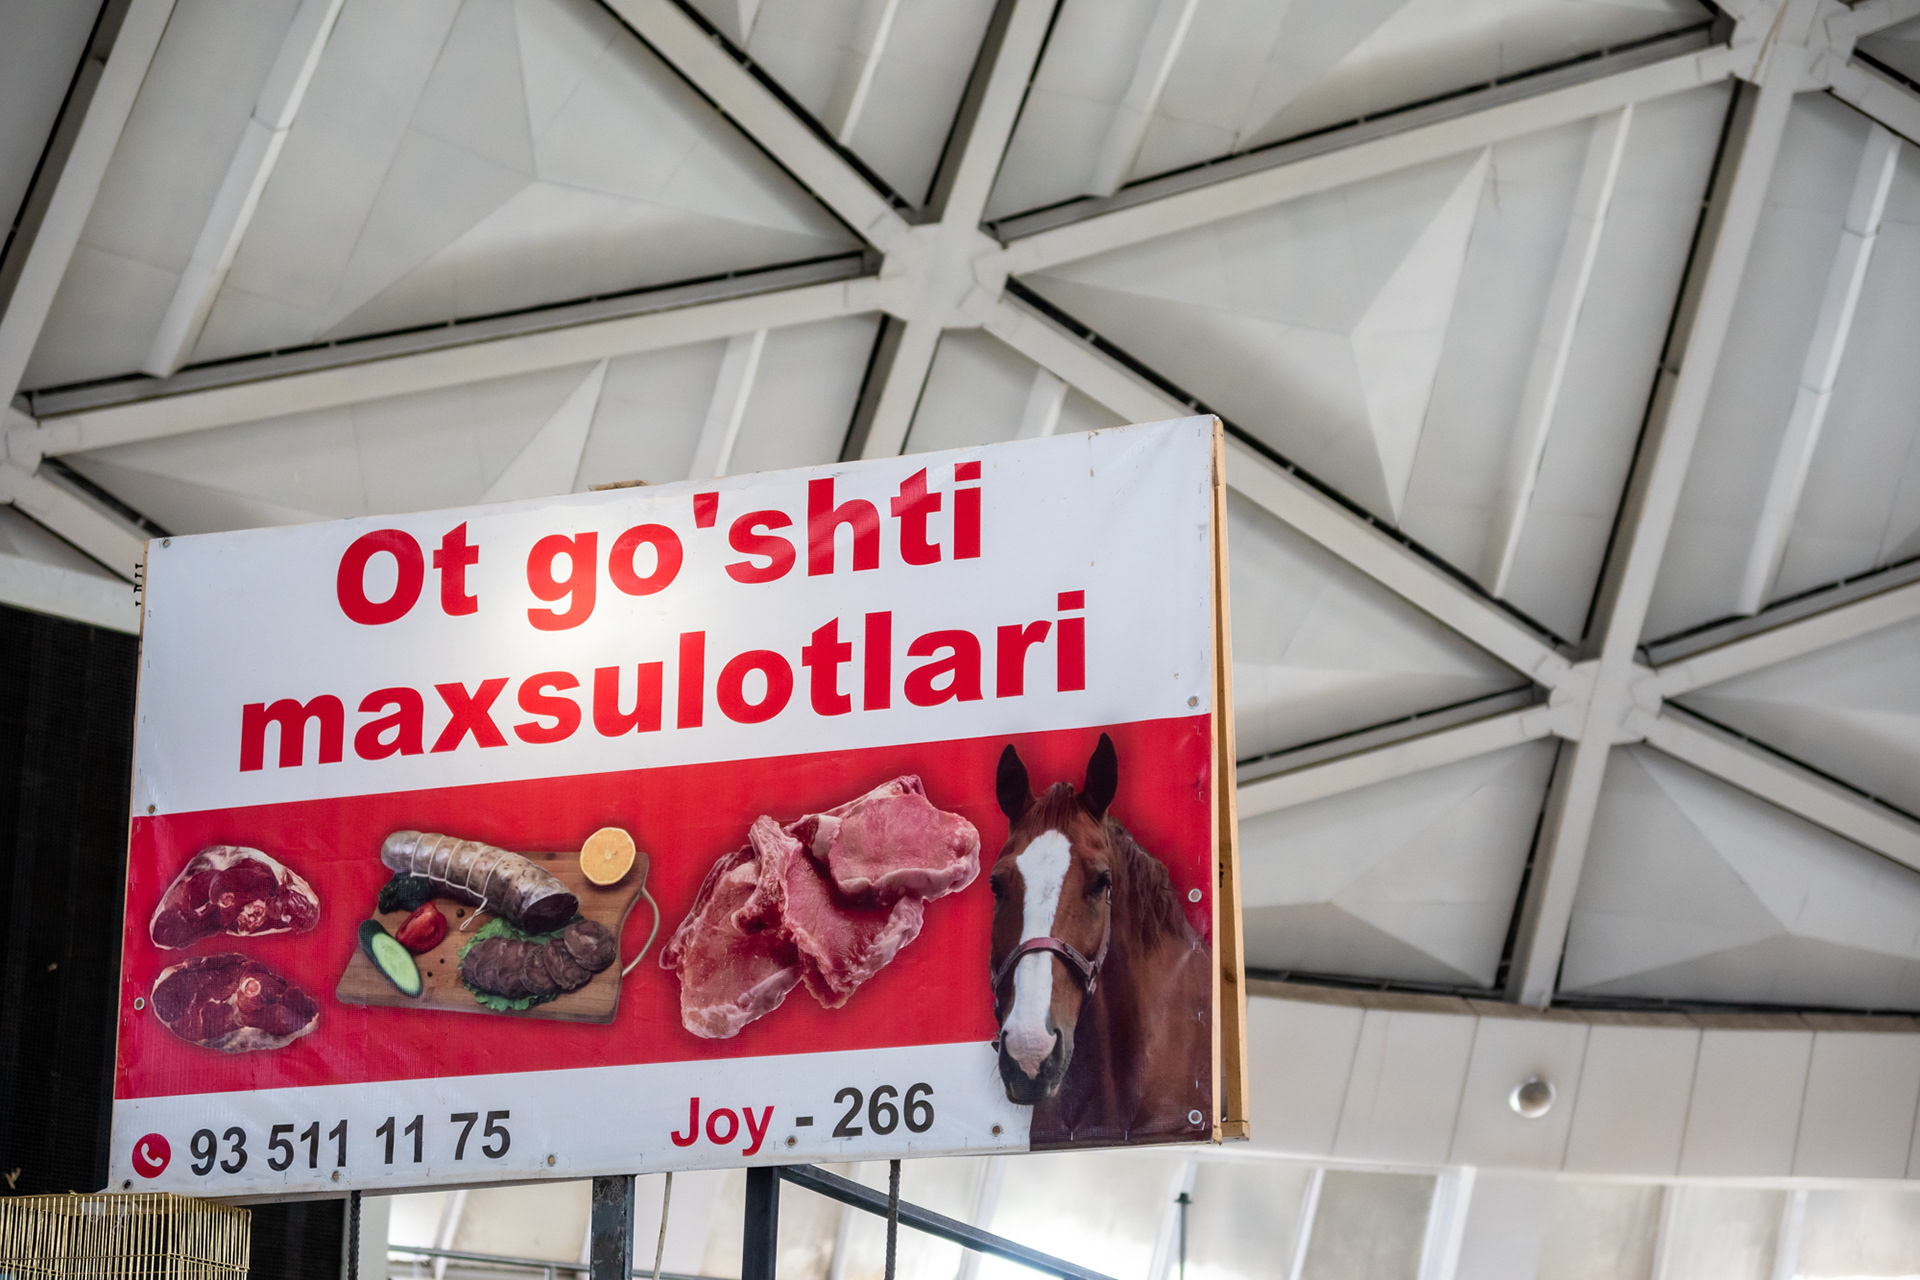 Ot go'shti
maxsulotlari
93 511 11 75
Joy - 266